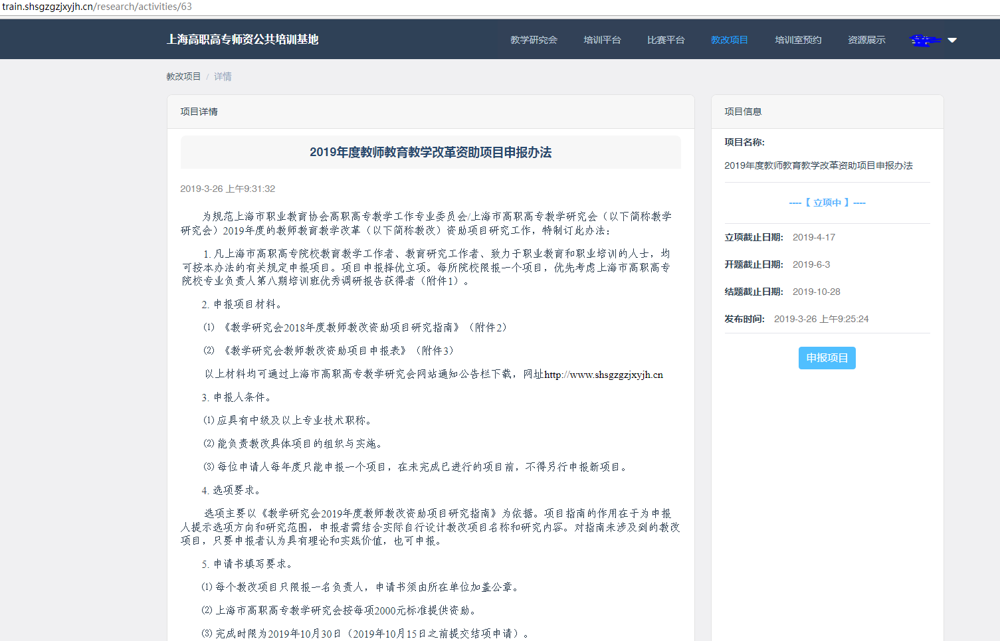 train.shsgzgzjxyjh.cn/research/activities/63
上海高职高专师资公共培训基地
教学研究会
培训平台
比赛平台
教改项目
培训室预约
资源展示
教改项目 / 详情
项目详情
2019年度教师教育教学改革资助项目申报办法
2019-3-26 上午9:31:32
为规范上海市职业教育协会高职高专教学工作专业委员会/上海市高职高专教学研究会（以下简称教学
研究会）2019年度的教师教育教学改革（以下简称教改）资助项目研究工作，特制订此办法：
1. 凡上海市高职高专院校教育教学工作者、教育研究工作者、致力于职业教育和职业培训的人士，均
可按本办法的有关规定申报项目。项目申报择优立项。每所院校限报一个项目，优先考虑上海市高职高专
院校专业负责人第八期培训班优秀调研报告获得者（附件1）。
2. 申报项目材料。
⑴ 《教学研究会2018年度教师教改资助项目研究指南》（附件2）
⑵ 《教学研究会教师教改资助项目申报表》（附件3）
以上材料均可通过上海市高职高专教学研究会网站通知公告栏下载，网址http://www.shsgzgzjxyjh.cn
3. 申报人条件。
⑴ 应具有中级及以上专业技术职称。
⑵ 能负责教改具体项目的组织与实施。
⑶ 每位申请人每年度只能申报一个项目，在未完成已进行的项目前，不得另行申报新项目。
4. 选项要求。
选项主要以《教学研究会2019年度教师教改资助项目研究指南》为依据。项目指南的作用在于为申报
人提示选项方向和研究范围，申报者需结合实际自行设计教改项目名称和研究内容。对指南未涉及到的教改
项目，只要申报者认为具有理论和实践价值，也可申报。
5. 申请书填写要求。
⑴ 每个教改项目只限报一名负责人，申请书须由所在单位加盖公章。
⑵ 上海市高职高专教学研究会按每项2000元标准提供资助。
⑶ 完成时限为2019年10月30日（2019年10月15日之前提交结项申请）。
项目信息
项目名称:
2019年度教师教育教学改革资助项目申报办法
----【 立项中 】----
立项截止日期: 2019-4-17
开题截止日期: 2019-6-3
结题截止日期: 2019-10-28
发布时间: 2019-3-26 上午9:25:24
申报项目